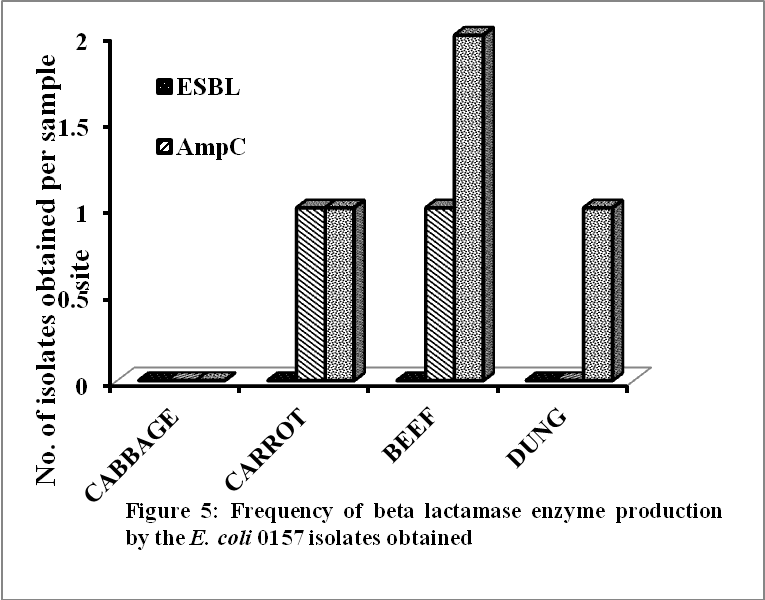 No. of isolates obtained per sample
site
2
1.5
1
0.5
0
ESBL
AmpC
CABBAGE
CARROT
BEEF
DUNG
Figure 5: Frequency of beta lactamase enzyme production
by the E. coli 0157 isolates obtained